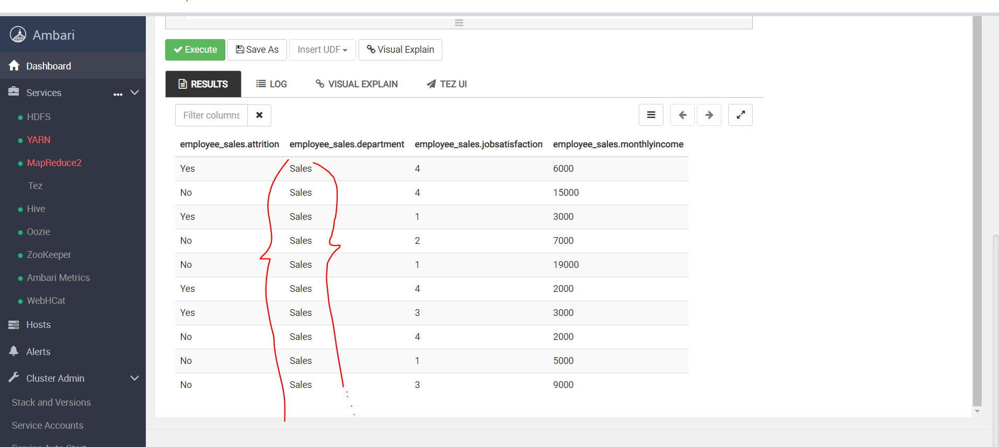 Ambari
Dashboard
Services ...
HDFS
YARN
MapReduce2
Tez
Hive
Oozie
ZooKeeper
Ambari Metrics
WebHCat
Hosts
Alerts
Cluster Admin
Stack and Versions
Service Accounts
Service Auto Start
Execute Save As Insert UDF Visual Explain
RESULTS LOG VISUAL EXPLAIN TEZ UI
Filter columns
employee_sales.attrition employee_sales.department employee_sales.jobsatisfaction employee_sales.monthlyincome
Yes Sales 4 6000
No Sales 4 15000
Yes Sales 1 3000
No Sales 2 7000
No Sales 1 19000
Yes Sales 4 2000
Yes Sales 3 3000
No Sales 4 2000
No Sales 1 5000
No Sales 3 9000